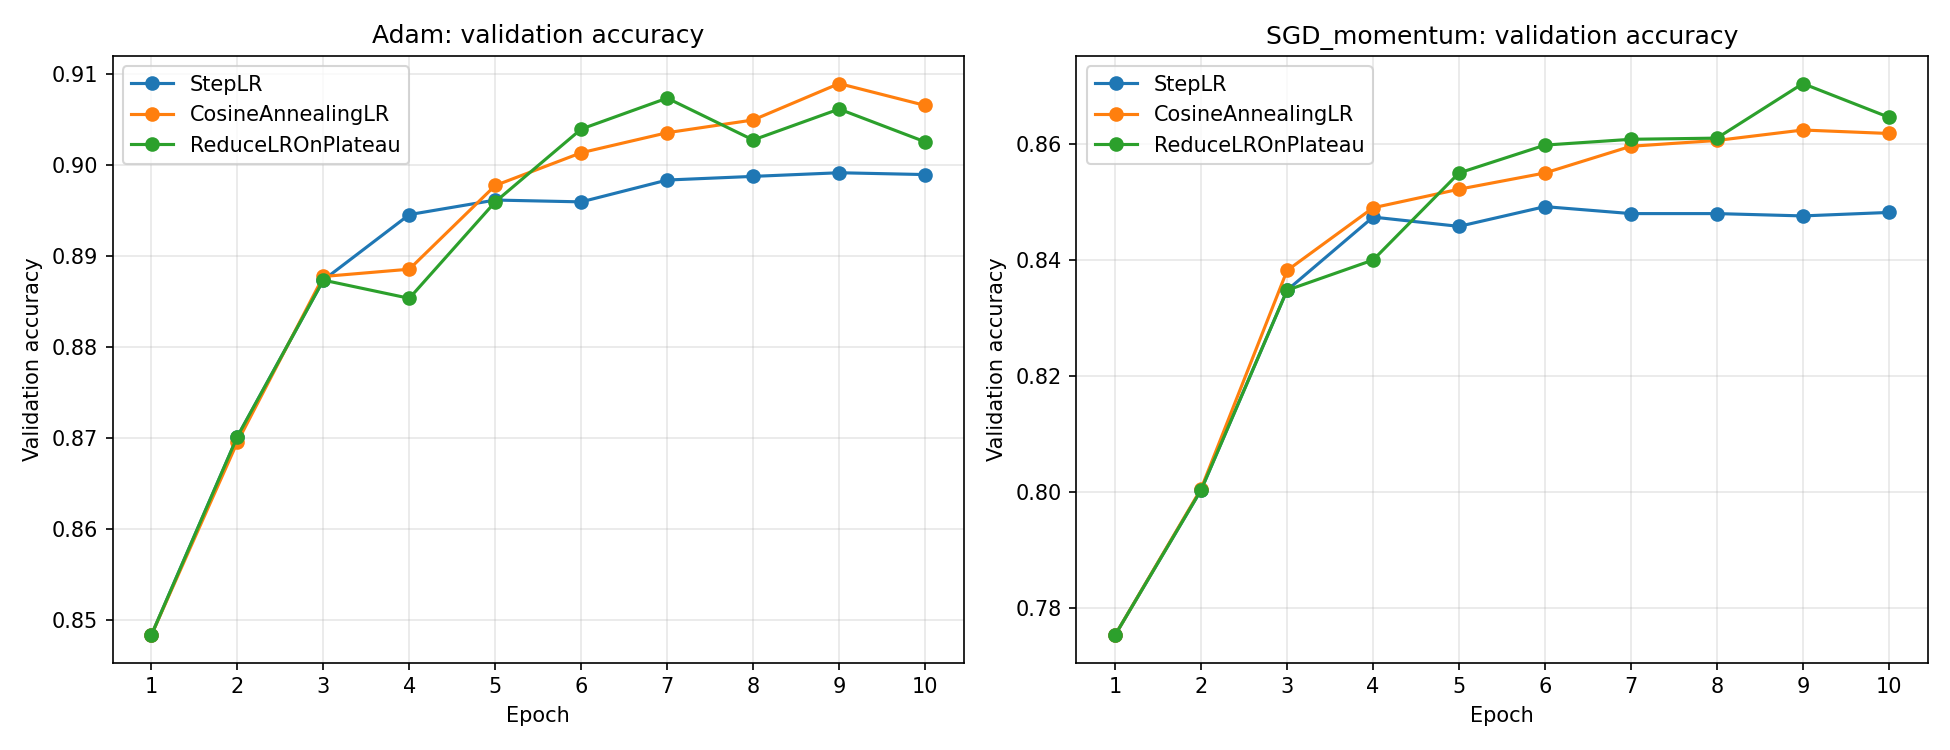 Adam: validation accuracy
StepLR
CosineAnnealingLR
ReduceLROnPlateau
0.91
0.90
0.89
0.88
0.87
0.86
0.85
Validation accuracy
1 2 3 4 5 6 7 8 9 10
Epoch
SGD_momentum: validation accuracy
StepLR
CosineAnnealingLR
ReduceLROnPlateau
0.86
0.84
0.82
0.80
0.78
Validation accuracy
1 2 3 4 5 6 7 8 9 10
Epoch